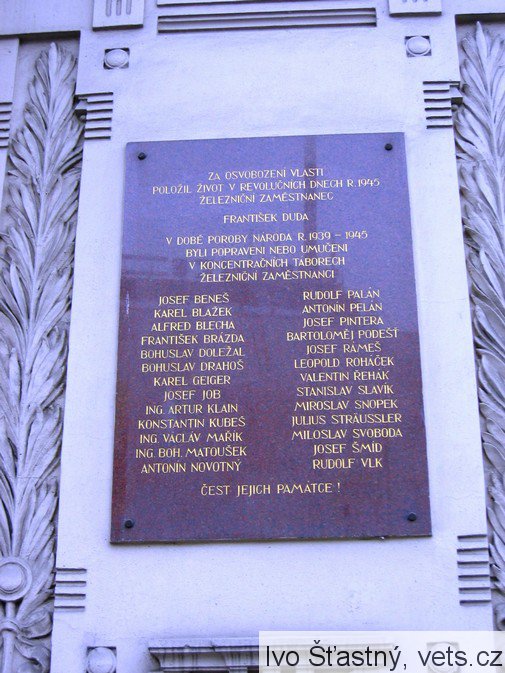 ZA OSVOBOZENÍ VLASTI
POLOŽIL ŽIVOT V REVOLUČNÍCH DNECH R. 1945
ŽELEZNIČNÍ ZAMĚSTNANEC
FRANTIŠEK DUDA
V DOBĚ POROBY NÁRODA R. 1939 - 1945
BYLI POPRAVENI NEBO UMUČENI
V KONCENTRAČNÍCH TÁBORECH
ŽELEZNIČNÍ ZAMĚSTNANCI
JOSEF BENEŠ
KAREL BLAŽEK
ALFRED BLECHA
FRANTIŠEK BRÁZDA
BOHUSLAV DOLEŽAL
BOHUSLAV DRAHOŠ
KAREL GEIGER
JOSEF JOB
ING. ARTUR KLAIN
KONSTANTIN KUBEŠ
ING. VÁCLAV MAŘÍK
ING. BOH. MATOUŠEK
ANTONÍN NOVOTNÝ
RUDOLF PALÁN
ANTONÍN PELÁN
JOSEF PINTERA
BARTOLOMĚJ PODEŠŤ
JOSEF RÁMEŠ
LEOPOLD ROHÁČEK
VALENTIN ŘEHÁK
STANISLAV SLAVÍK
MIROSLAV SNOPEK
JULIUS STRÄUSSLER
MILOSLAV SVOBODA
JOSEF ŠMÍD
RUDOLF VLK
ČEST JEJICH PAMÁTCE !
Ivo Šťastný, vets.cz